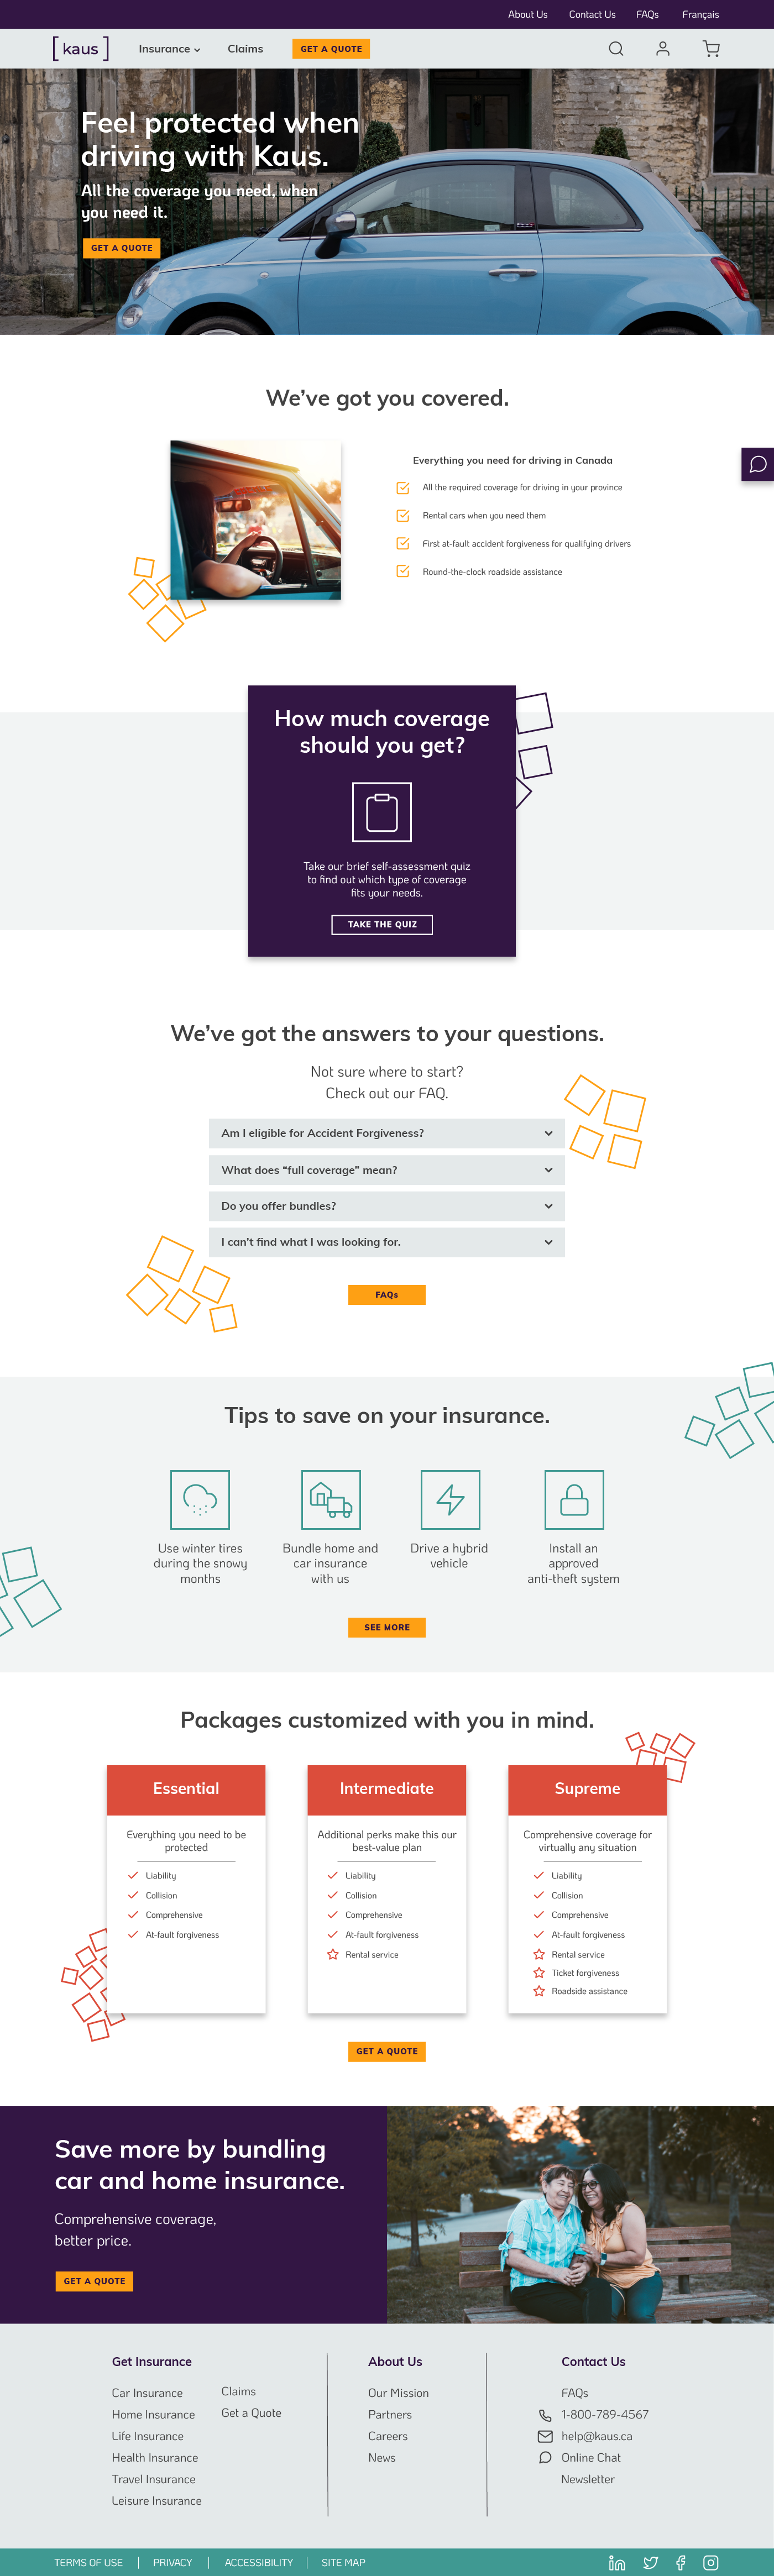 About Us Contact Us FAQs Français
[ kaus ] Insurance Claims GET A QUOTE
Feel protected when
driving with Kaus.
All the coverage you need, when
you need it.
GET A QUOTE
We’ve got you covered.
Everything you need for driving in Canada
All the required coverage for driving in your province
Rental cars when you need them
First at-fault accident forgiveness for qualifying drivers
Round-the-clock roadside assistance
How much coverage
should you get?
Take our brief self-assessment quiz
to find out which type of coverage
fits your needs.
TAKE THE QUIZ
We’ve got the answers to your questions.
Not sure where to start?
Check out our FAQ.
Am I eligible for Accident Forgiveness?
What does “full coverage” mean?
Do you offer bundles?
I can’t find what I was looking for.
FAQs
Tips to save on your insurance.
Use winter tires
during the snowy
months
Bundle home and
car insurance
with us
Drive a hybrid
vehicle
Install an
approved
anti-theft system
SEE MORE
Packages customized with you in mind.
Essential
Everything you need to be
protected
Liability
Collision
Comprehensive
At-fault forgiveness
Intermediate
Additional perks make this our
best-value plan
Liability
Collision
Comprehensive
At-fault forgiveness
Rental service
Supreme
Comprehensive coverage for
virtually any situation
Liability
Collision
Comprehensive
At-fault forgiveness
Rental service
Ticket forgiveness
Roadside assistance
GET A QUOTE
Save more by bundling
car and home insurance.
Comprehensive coverage,
better price.
GET A QUOTE
Get Insurance
Car Insurance
Home Insurance
Life Insurance
Health Insurance
Travel Insurance
Leisure Insurance
Claims
Get a Quote
About Us
Our Mission
Partners
Careers
News
Contact Us
FAQs
1-800-789-4567
help@kaus.ca
Online Chat
Newsletter
TERMS OF USE | PRIVACY | ACCESSIBILITY | SITE MAP